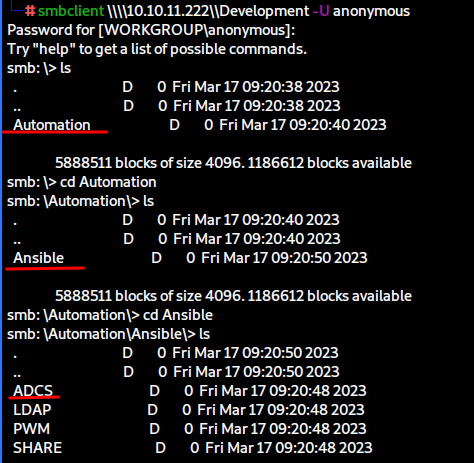 # smbclient \\\\10.10.11.222\\Development -U anonymous
Password for [WORKGROUP\anonymous]:
Try "help" to get a list of possible commands.
smb: \> ls
. D 0 Fri Mar 17 09:20:38 2023
.. D 0 Fri Mar 17 09:20:38 2023
Automation D 0 Fri Mar 17 09:20:40 2023
5888511 blocks of size 4096. 1186612 blocks available
smb: \> cd Automation
smb: \Automation\> ls
. D 0 Fri Mar 17 09:20:40 2023
.. D 0 Fri Mar 17 09:20:40 2023
Ansible D 0 Fri Mar 17 09:20:50 2023
5888511 blocks of size 4096. 1186612 blocks available
smb: \Automation\> cd Ansible
smb: \Automation\Ansible\> ls
. D 0 Fri Mar 17 09:20:50 2023
.. D 0 Fri Mar 17 09:20:50 2023
ADCS D 0 Fri Mar 17 09:20:48 2023
LDAP D 0 Fri Mar 17 09:20:48 2023
PWM D 0 Fri Mar 17 09:20:48 2023
SHARE D 0 Fri Mar 17 09:20:48 2023